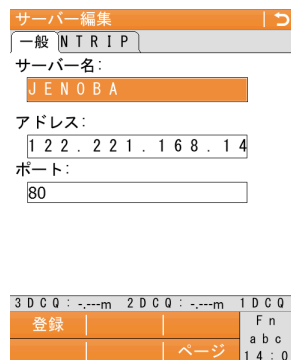 サーバー編集
一般 NTRIP
サーバー名:
JENOBA
アドレス:
122.221.168.14
ポート:
80
3DCQ:-.---m 2DCQ:-.---m 1DCQ
登録
Fn
abc
ページ
14:0